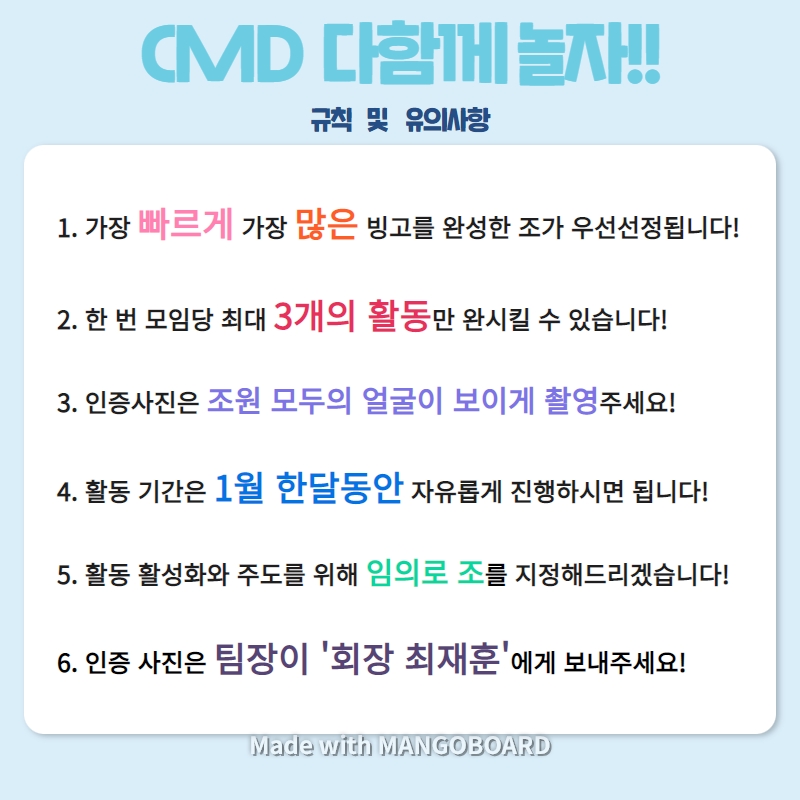 CMD 다함께 놀자!!
규칙 및 유의사항
1. 가장 빠르게 가장 많은 빙고를 완성한 조가 우선선정됩니다!
2. 한 번 모임당 최대 3개의 활동만 완시킬 수 있습니다!
3. 인증사진은 조원 모두의 얼굴이 보이게 촬영주세요!
4. 활동 기간은 1월 한달동안 자유롭게 진행하시면 됩니다!
5. 활동 활성화와 주도를 위해 임의로 조를 지정해드리겠습니다!
6. 인증 사진은 팀장이 '회장 최재훈'에게 보내주세요!
Made with MANGOBOARD